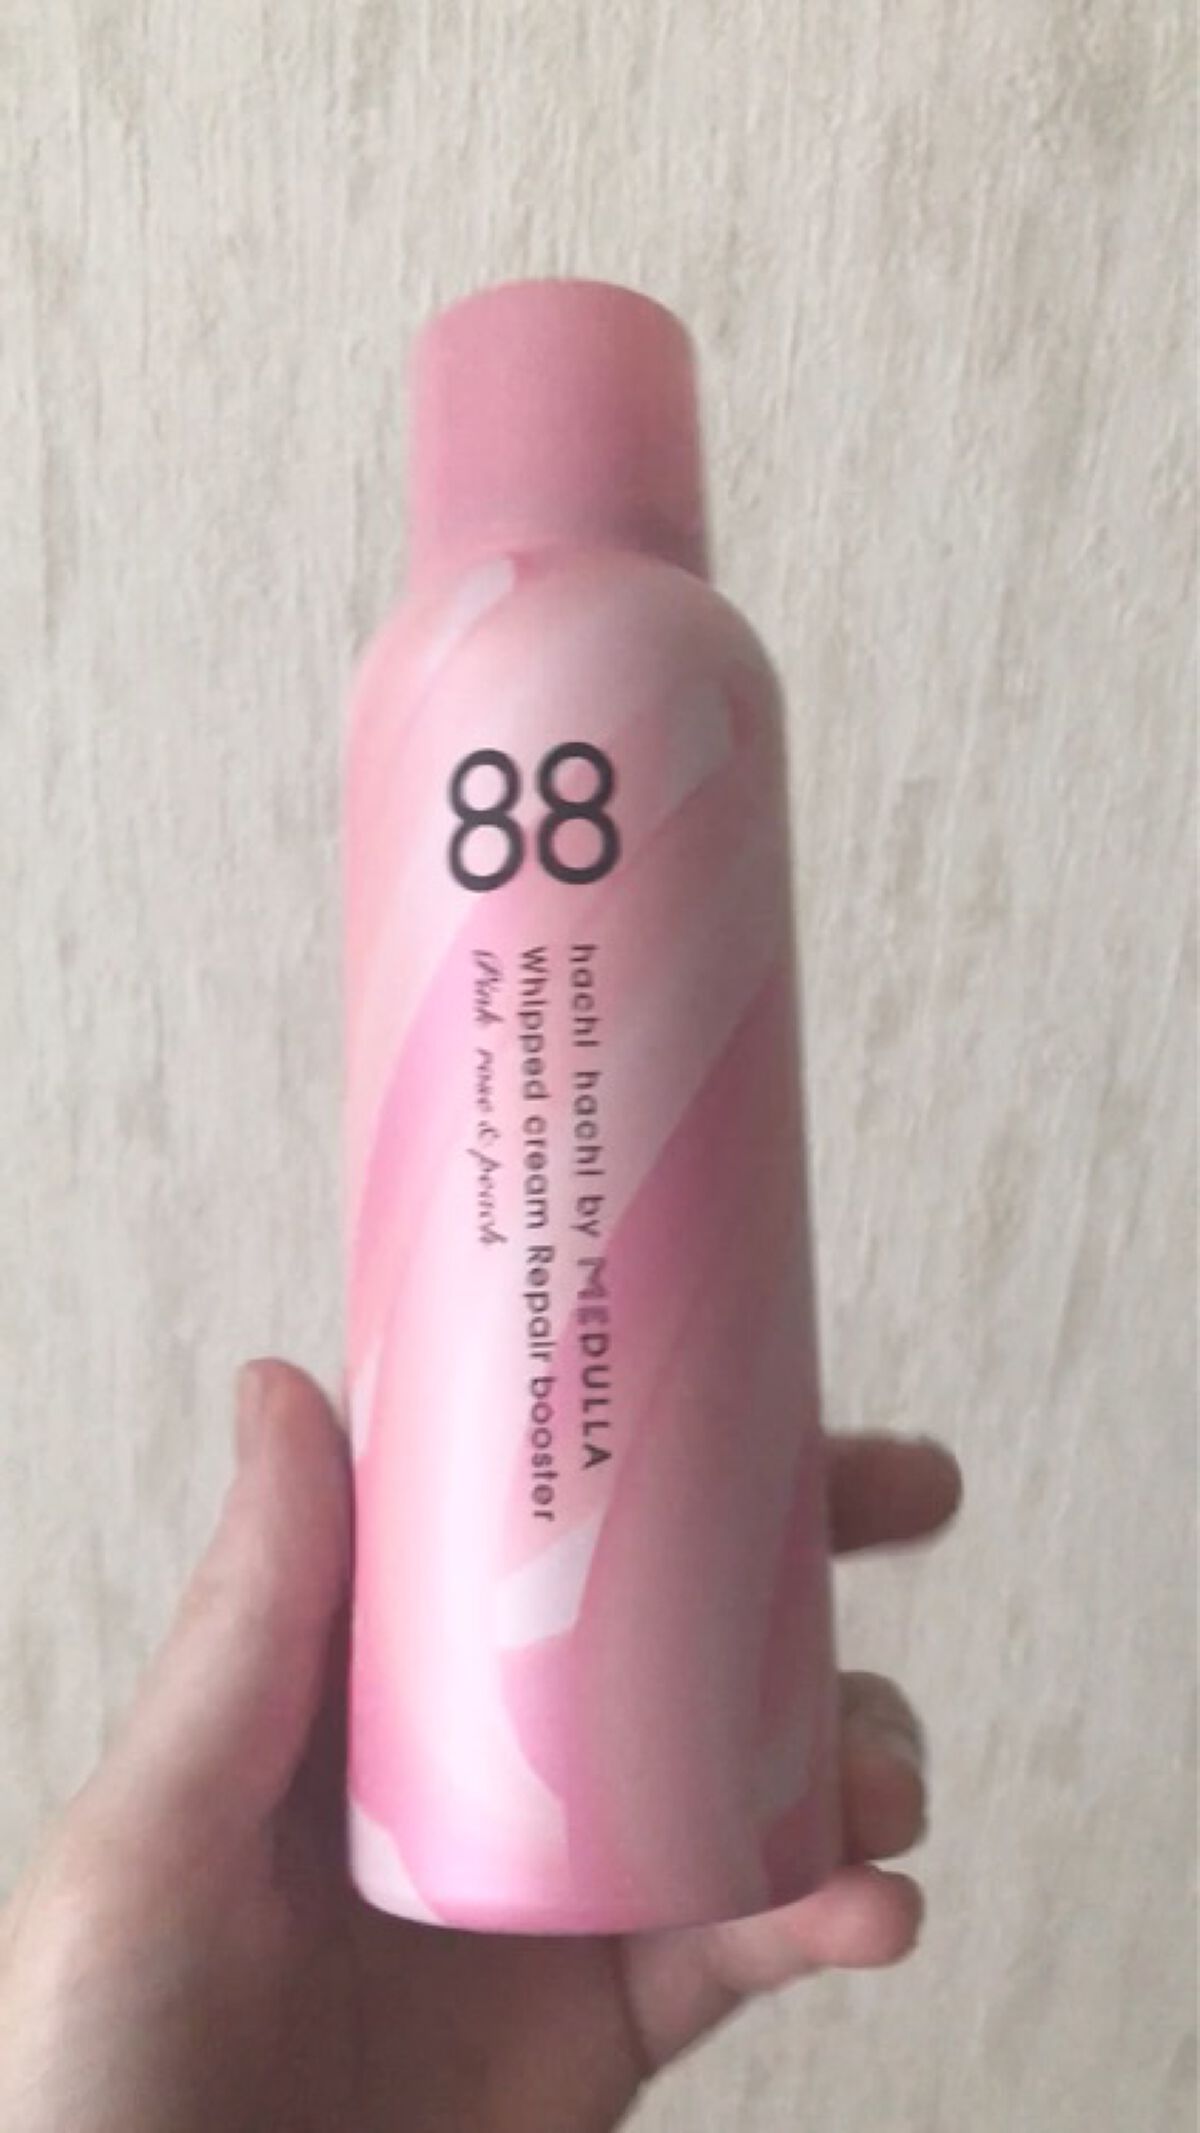 88
hachi hachi by MEDULLA
Whipped cream Repair booster
Pink rose & peach